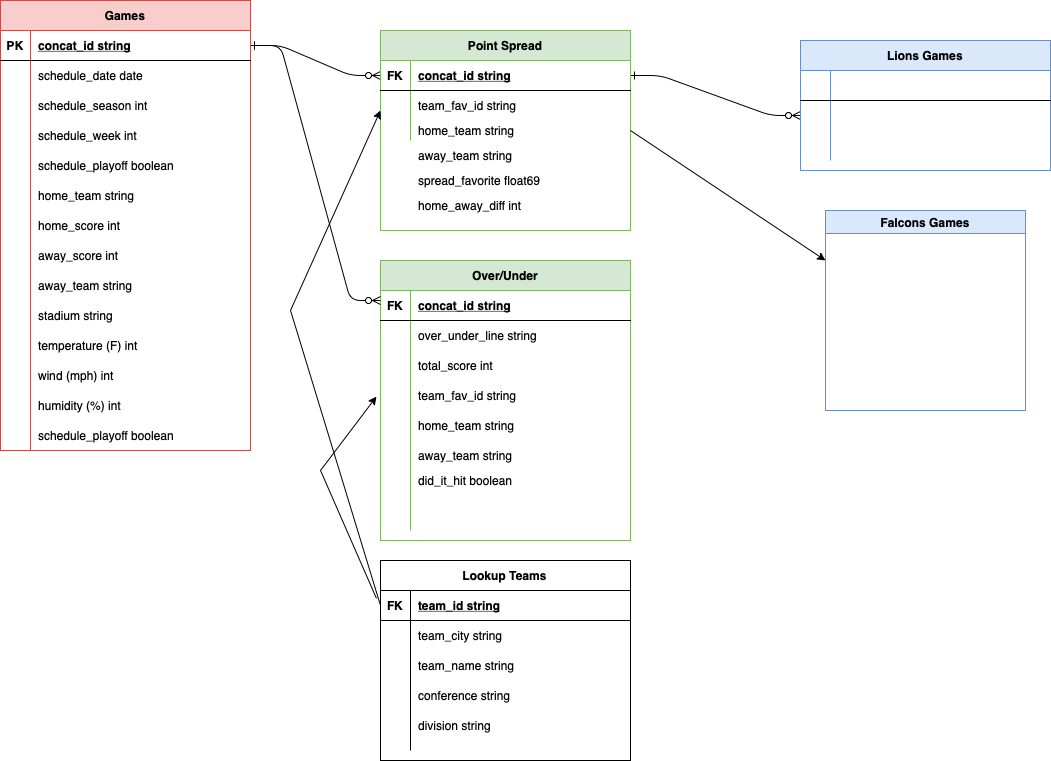 Games
PK concat_id string
schedule_date date
schedule_season int
schedule_week int
schedule_playoff boolean
home_team string
home_score int
away_score int
away_team string
stadium string
temperature (F) int
wind (mph) int
humidity (%) int
schedule_playoff boolean
Point Spread
FK concat_id string
team_fav_id string
home_team string
away_team string
spread_favorite float69
home_away_diff int
Over/Under
FK concat_id string
over_under_line string
total_score int
team_fav_id string
home_team string
away_team string
did_it_hit boolean
Lookup Teams
FK team_id string
team_city string
team_name string
conference string
division string
Lions Games
Falcons Games